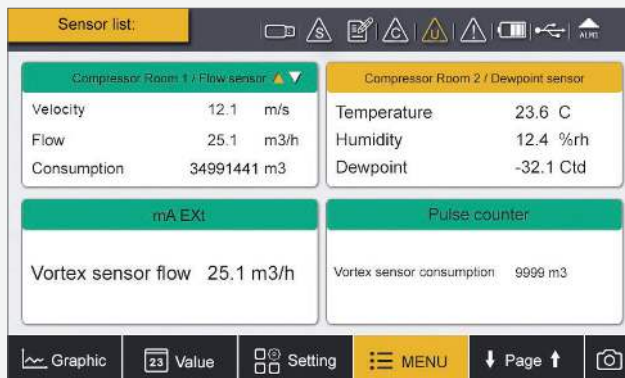 Sensor list:
S C U ! ALM1
Compressor Room 1 / Flow sensor
Velocity 12.1 m/s
Flow 25.1 m3/h
Consumption 34991441 m3
Compressor Room 2 / Dewpoint sensor
Temperature 23.6 C
Humidity 12.4 %rh
Dewpoint -32.1 Ctd
mA EXt
Vortex sensor flow 25.1 m3/h
Pulse counter
Vortex sensor consumption 9999 m3
Graphic 23 Value Setting MENU Page